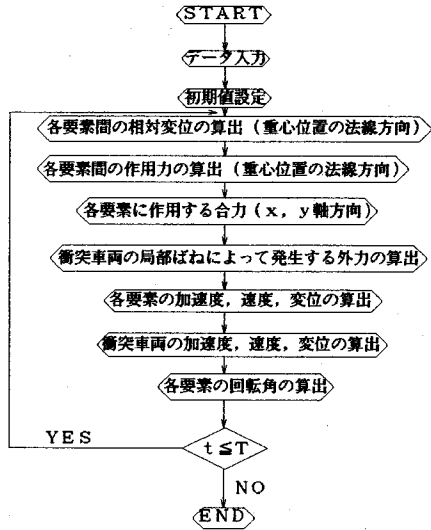 START
データ入力
初期値設定
各要素間の相対変位の算出(重心位置の法線方向)
各要素間の作用力の算出(重心位置の法線方向)
各要素に作用する合力(x,y軸方向)
衝突車両の局部ばねによって発生する外力の算出
各要素の加速度,速度,変位の算出
衝突車両の加速度,速度,変位の算出
各要素の回転角の算出
YES
t≦T
NO
END